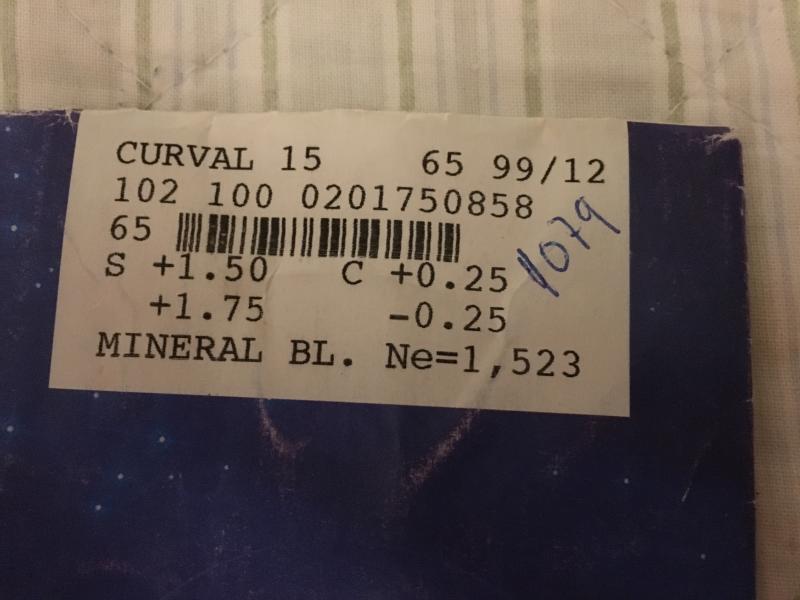 CURVAL 15 65 99/12
102 100 0201750858
65
S +1.50 C +0.25
+1.75 -0.25
MINERAL BL. Ne=1,523
1079